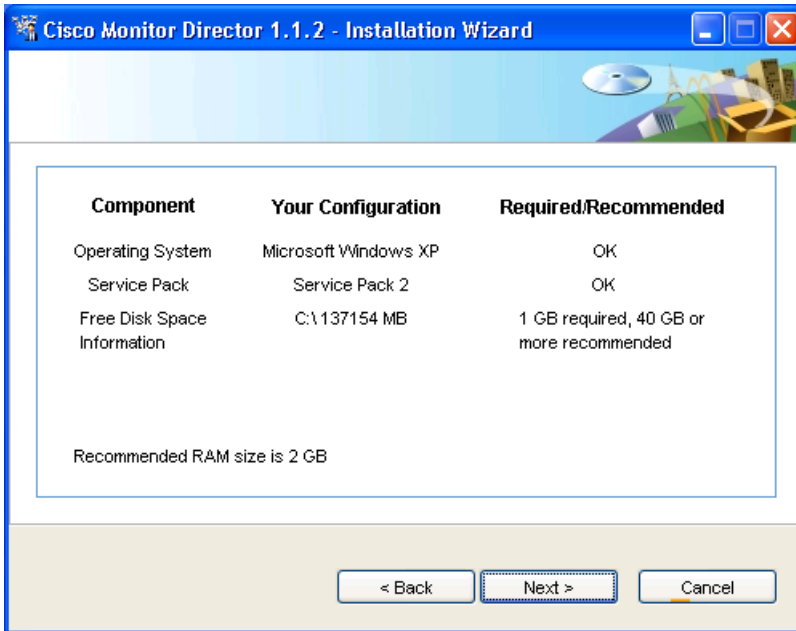 Cisco Monitor Director 1.1.2 - Installation Wizard
Component Your Configuration Required/Recommended
Operating System Microsoft Windows XP OK
Service Pack Service Pack 2 OK
Free Disk Space Information C:\ 137154 MB 1 GB required, 40 GB or more recommended
Recommended RAM size is 2 GB
< Back Next > Cancel